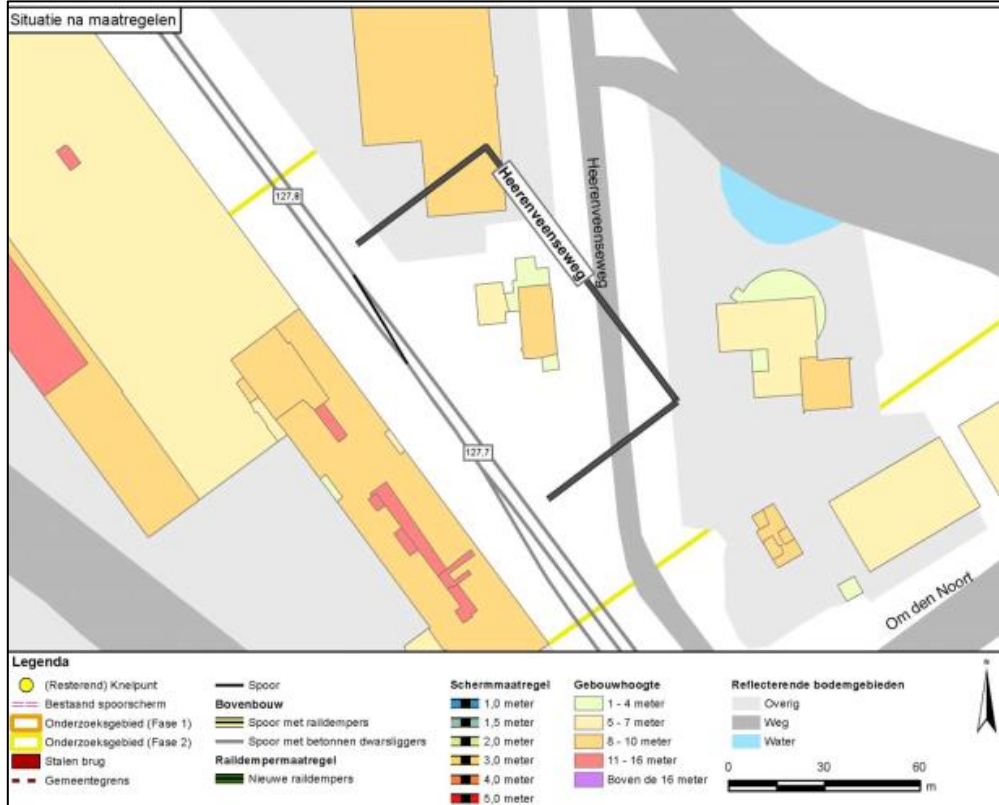 Situatie na maatregelen
127,8
Heerenveenseweg
Heerenveenseweg
127,7
Om den Noort
Legenda
(Resterend) Knelpunt
Bestaand spoorscherm
Onderzoeksgebied (Fase 1)
Onderzoeksgebied (Fase 2)
Stalen brug
Gemeentegrens
Spoor
Bovenbouw
Spoor met raildempers
Spoor met betonnen dwarsliggers
Raildempermaatregel
Nieuwe raildempers
Schermmaatregel
1,0 meter
1,5 meter
2,0 meter
3,0 meter
4,0 meter
5,0 meter
Gebouwhoogte
1 - 4 meter
5 - 7 meter
8 - 10 meter
11 - 16 meter
Boven de 16 meter
Reflecterende bodemgebieden
Overig
Weg
Water
N
0 30 60
m